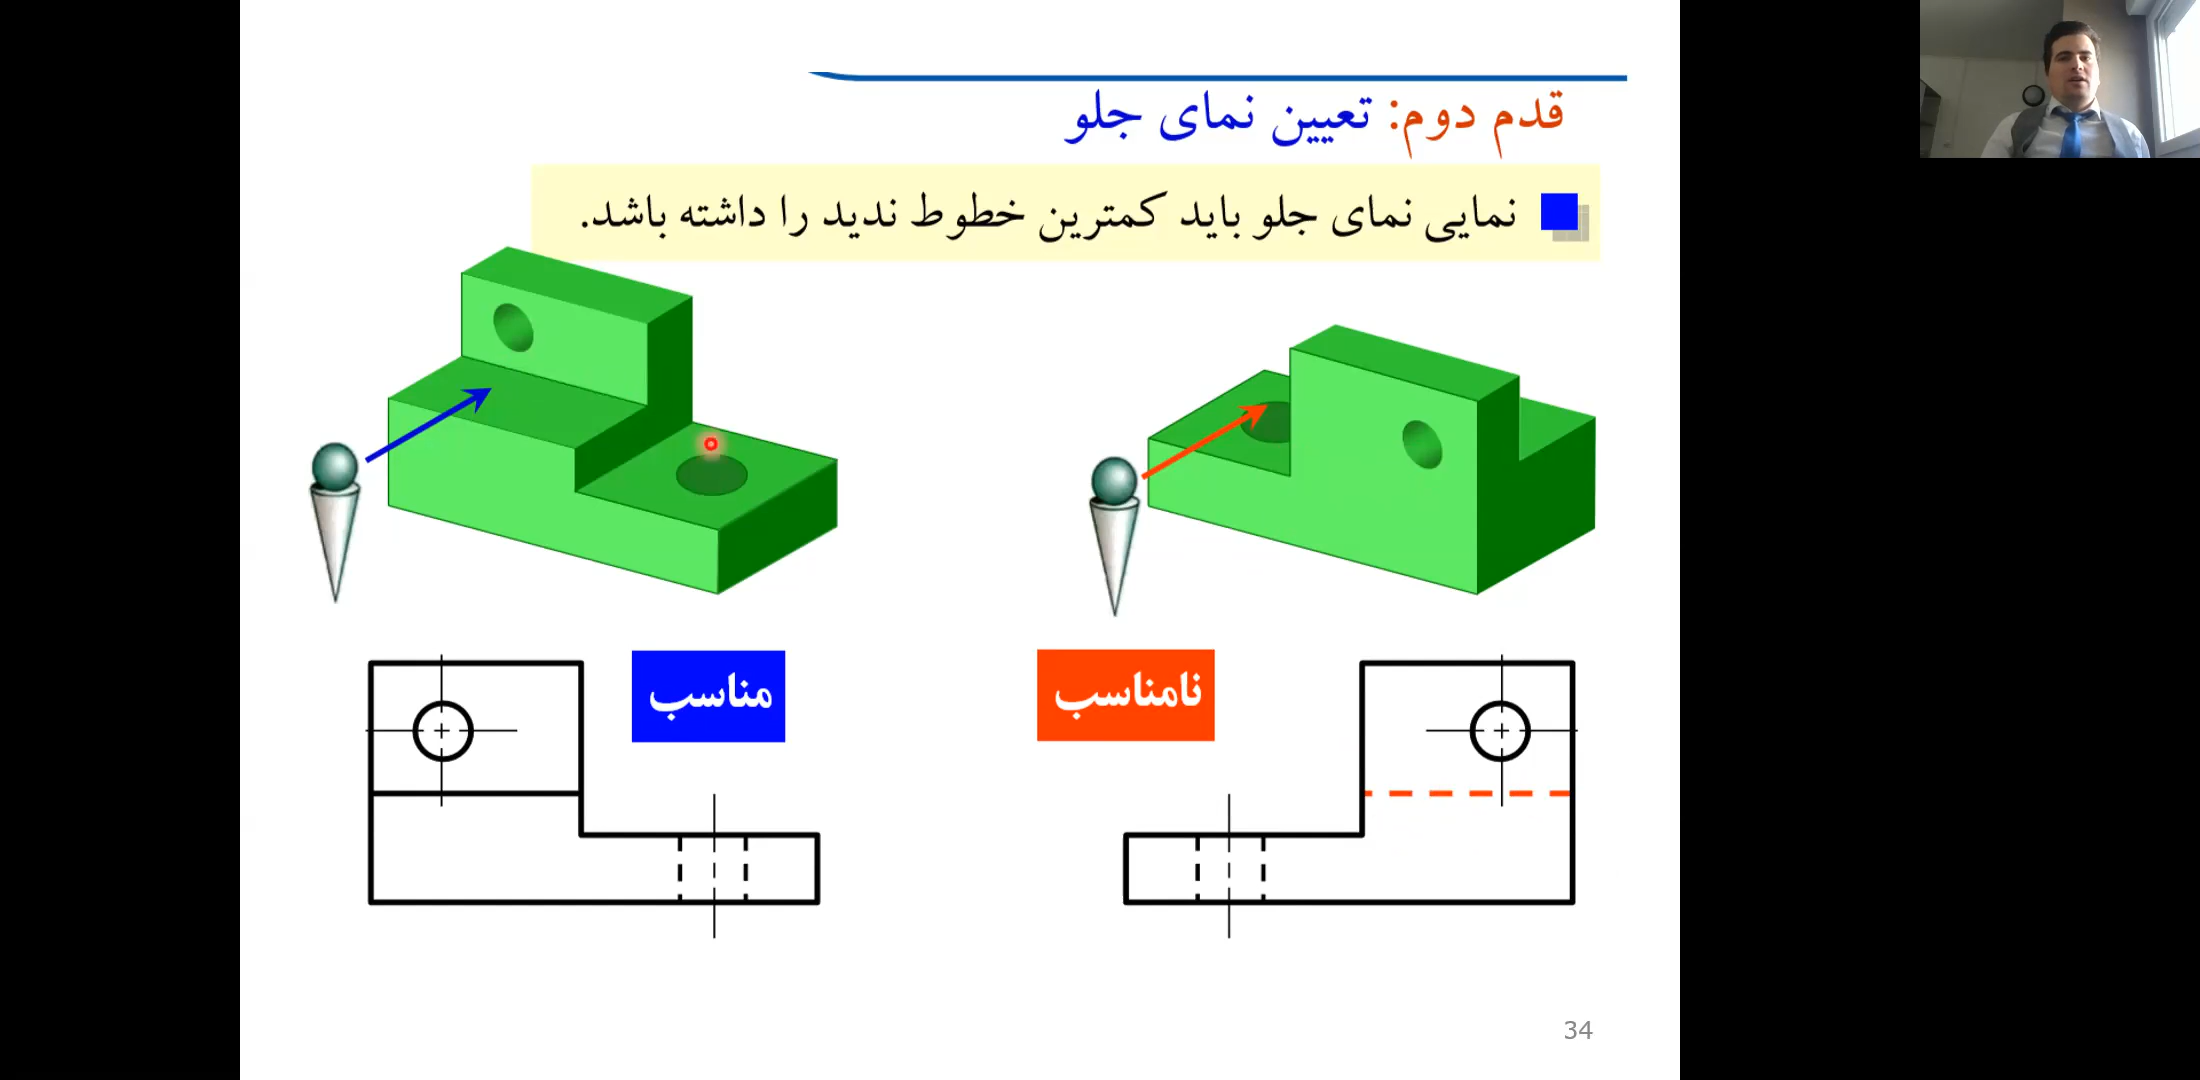 قدم دوم: تعیین نمای جلو
نمایی نمای جلو باید کمترین خطوط ندید را داشته باشد.
مناسب
نامناسب
34